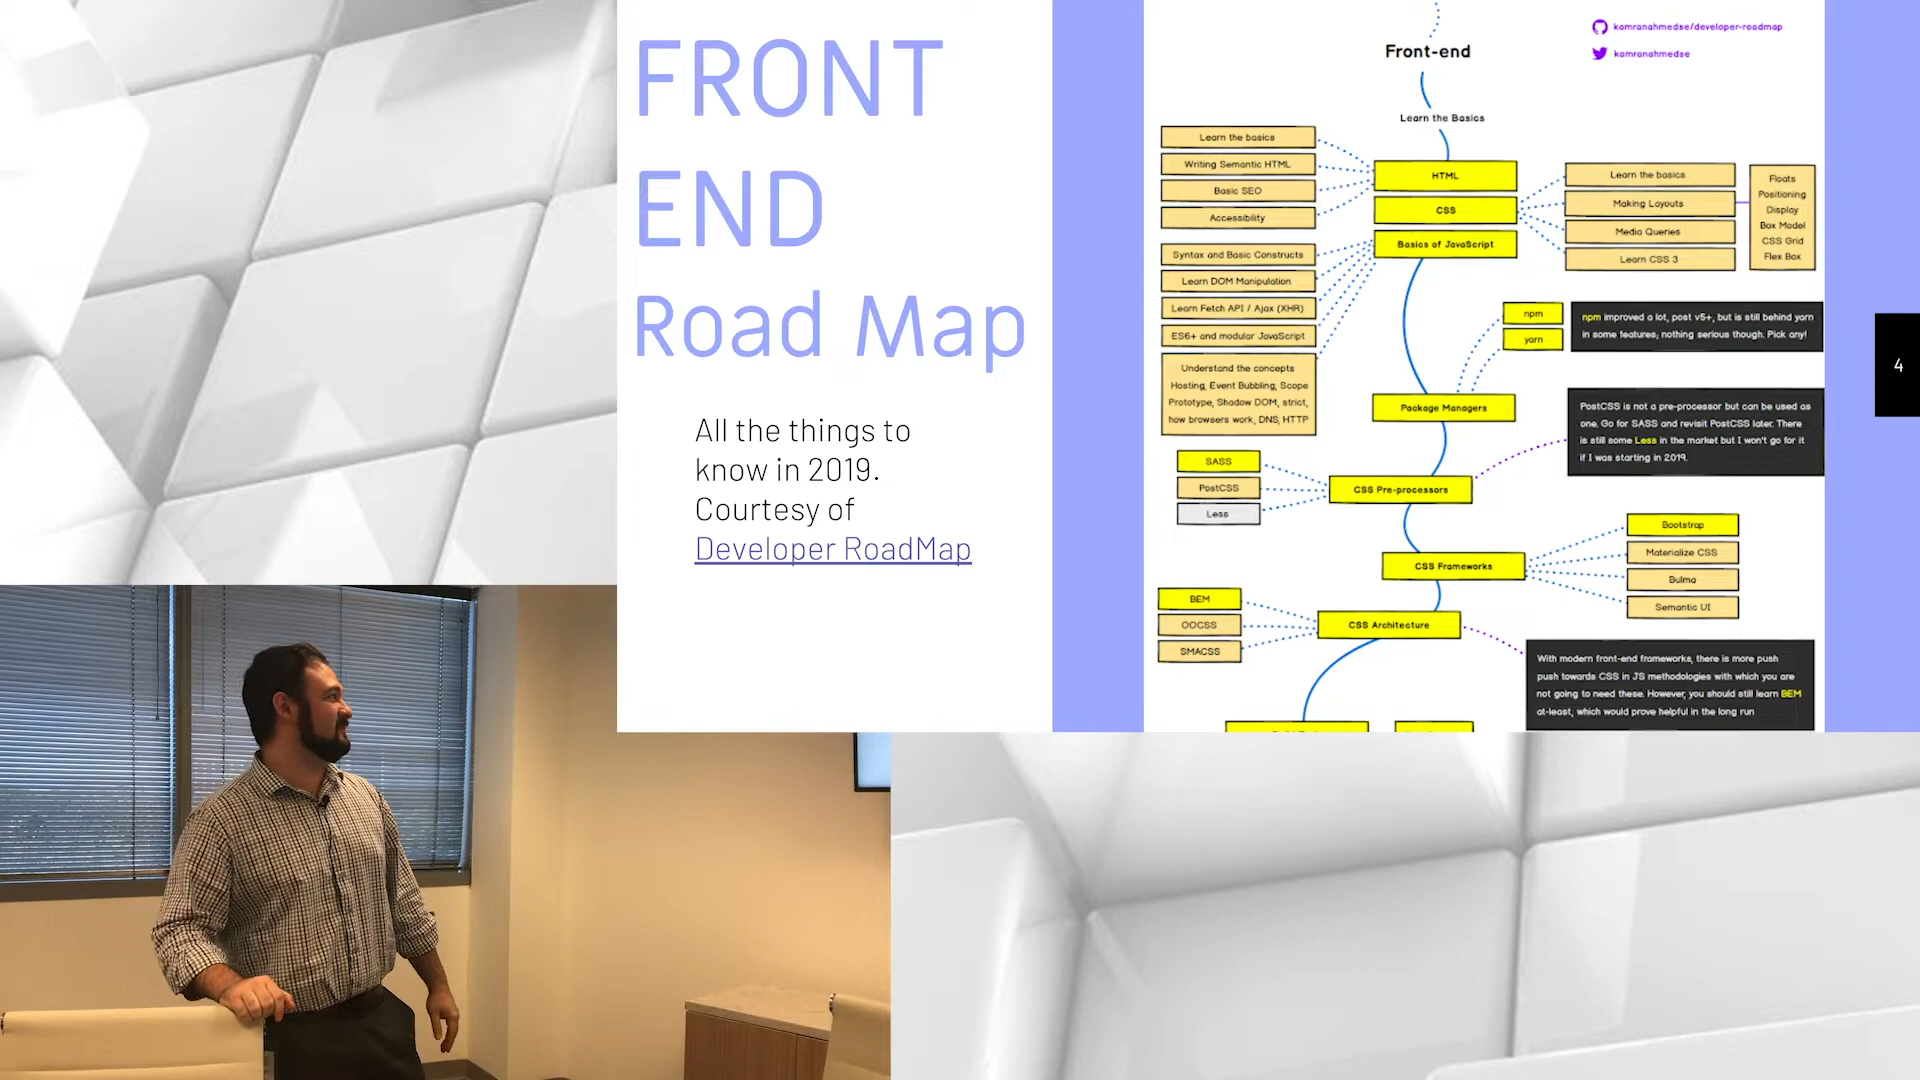 FRONT
END
Road Map
All the things to
know in 2019.
Courtesy of
Developer RoadMap
kamranahmedse/developer-roadmap
kamranahmedse
Front-end
Learn the Basics
Learn the basics
Writing Semantic HTML
Basic SEO
Accessibility
HTML
CSS
Basics of JavaScript
Learn the basics
Making Layouts
Media Queries
Learn CSS 3
Floats
Positioning
Display
Box Model
CSS Grid
Flex Box
Syntax and Basic Constructs
Learn DOM Manipulation
Learn Fetch API / Ajax (XHR)
ES6+ and modular JavaScript
Understand the concepts
Hosting, Event Bubbling, Scope
Prototype, Shadow DOM, strict,
how browsers work, DNS, HTTP
npm
yarn
npm improved a lot, post v5+, but is still behind yarn
in some features; nothing serious though. Pick any!
4
Package Managers
PostCSS is not a pre-processor but can be used as
one. Go for SASS and revisit PostCSS later. There
is still some Less in the market but I won't go for it
if I was starting in 2019.
SASS
PostCSS
Less
CSS Pre-processors
CSS Frameworks
Bootstrap
Materialize CSS
Bulma
Semantic UI
BEM
OOCSS
SMACSS
CSS Architecture
With modern front-end frameworks, there is more push
push towards CSS in JS methodologies with which you are
not going to need these. However, you should still learn BEM
at-least, which would prove helpful in the long run